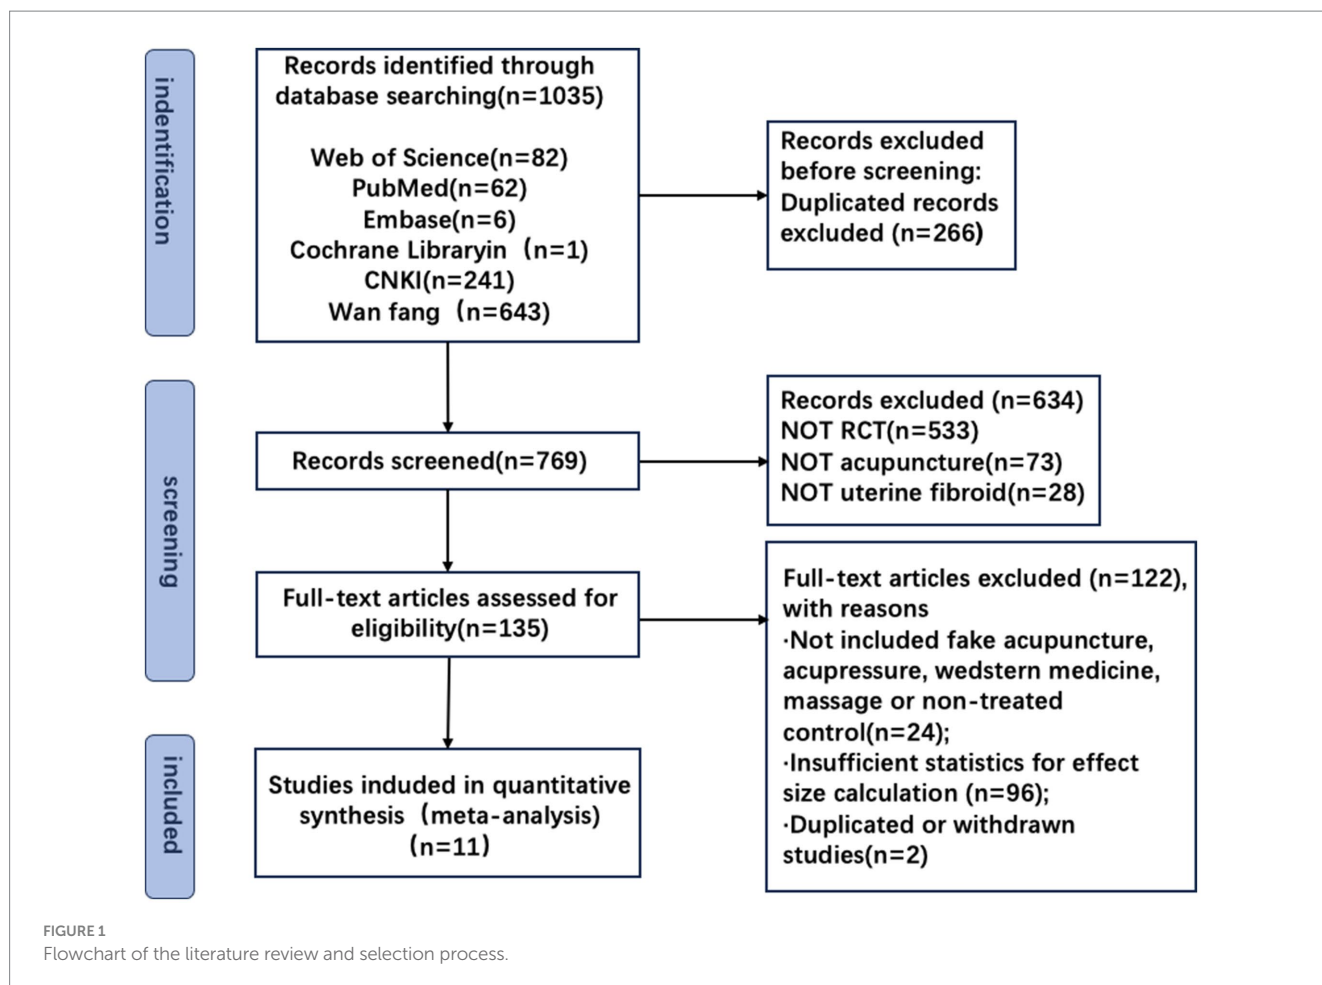 indentification
Records identified through
database searching(n=1035)
Web of Science(n=82)
PubMed(n=62)
Embase(n=6)
Cochrane Libraryin（n=1)
CNKI(n=241)
Wan fang（n=643)
Records excluded
before screening:
Duplicated records
excluded (n=266)
screening
Records screened(n=769)
Records excluded (n=634)
NOT RCT(n=533)
NOT acupuncture(n=73)
NOT uterine fibroid(n=28)
Full-text articles assessed for
eligibility(n=135)
Full-text articles excluded (n=122),
with reasons
·Not included fake acupuncture,
acupressure, wedstern medicine,
massage or non-treated
control(n=24);
·Insufficient statistics for effect
size calculation (n=96);
·Duplicated or withdrawn
studies(n=2)
included
Studies induded in quantitative
synthesis（meta-analysis)
(n=11)
FIGURE 1
Flowchart of the literature review and selection process.